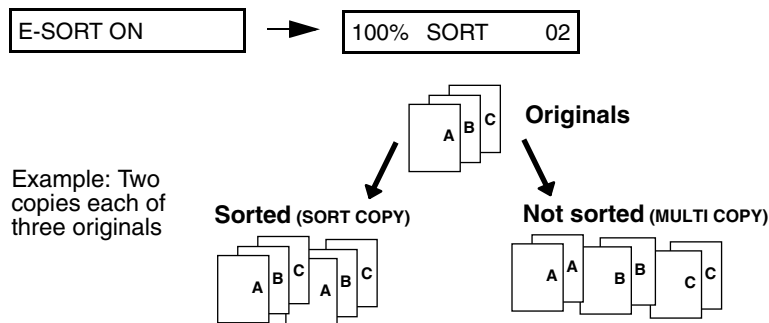 E-SORT ON
100% SORT 02
A B C
Originals
Example: Two
copies each of
three originals
Sorted (SORT COPY)
Not sorted (MULTI COPY)
A B C A B C
A A B B C C